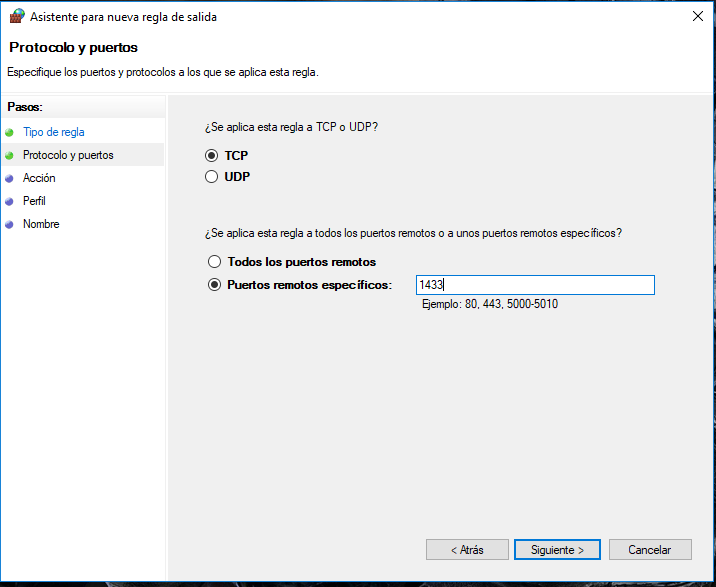 Asistente para nueva regla de salida
Protocolo y puertos
Especifique los puertos y protocolos a los que se aplica esta regla.
Pasos:
Tipo de regla
Protocolo y puertos
Acción
Perfil
Nombre
¿Se aplica esta regla a TCP o UDP?
TCP
UDP
¿Se aplica esta regla a todos los puertos remotos o a unos puertos remotos específicos?
Todos los puertos remotos
Puertos remotos específicos:
1433
Ejemplo: 80, 443, 5000-5010
< Atrás
Siguiente >
Cancelar